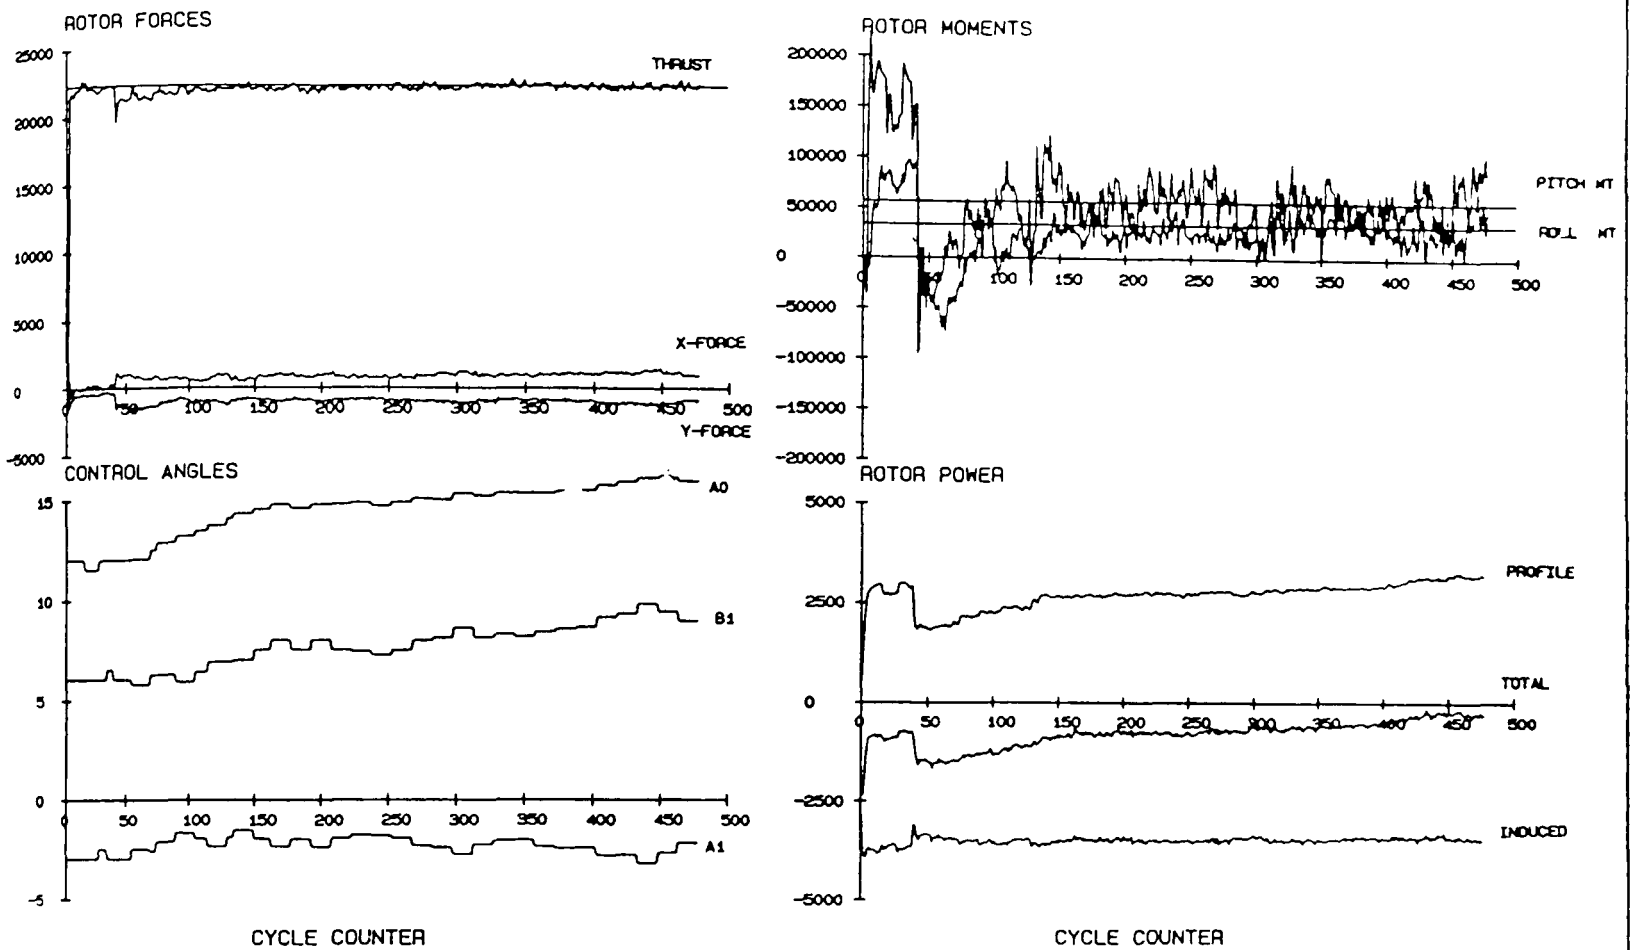 ROTOR FORCES
25000
20000
15000
10000
5000
0
-5000
THRUST
X-FORCE
0 50 100 150 200 250 300 350 400 450 500
Y-FORCE
ROTOR MOMENTS
200000
150000
100000
50000
0
-50000
-100000
-150000
-200000
PITCH MT
ROLL MT
0 50 100 150 200 250 300 350 400 450 500
CONTROL ANGLES
15
10
5
0
-5
A0
B1
0 50 100 150 200 250 300 350 400 450 500
A1
CYCLE COUNTER
ROTOR POWER
5000
2500
0
-2500
-5000
PROFILE
TOTAL
0 50 100 150 200 250 300 350 400 450 500
INDUCED
CYCLE COUNTER